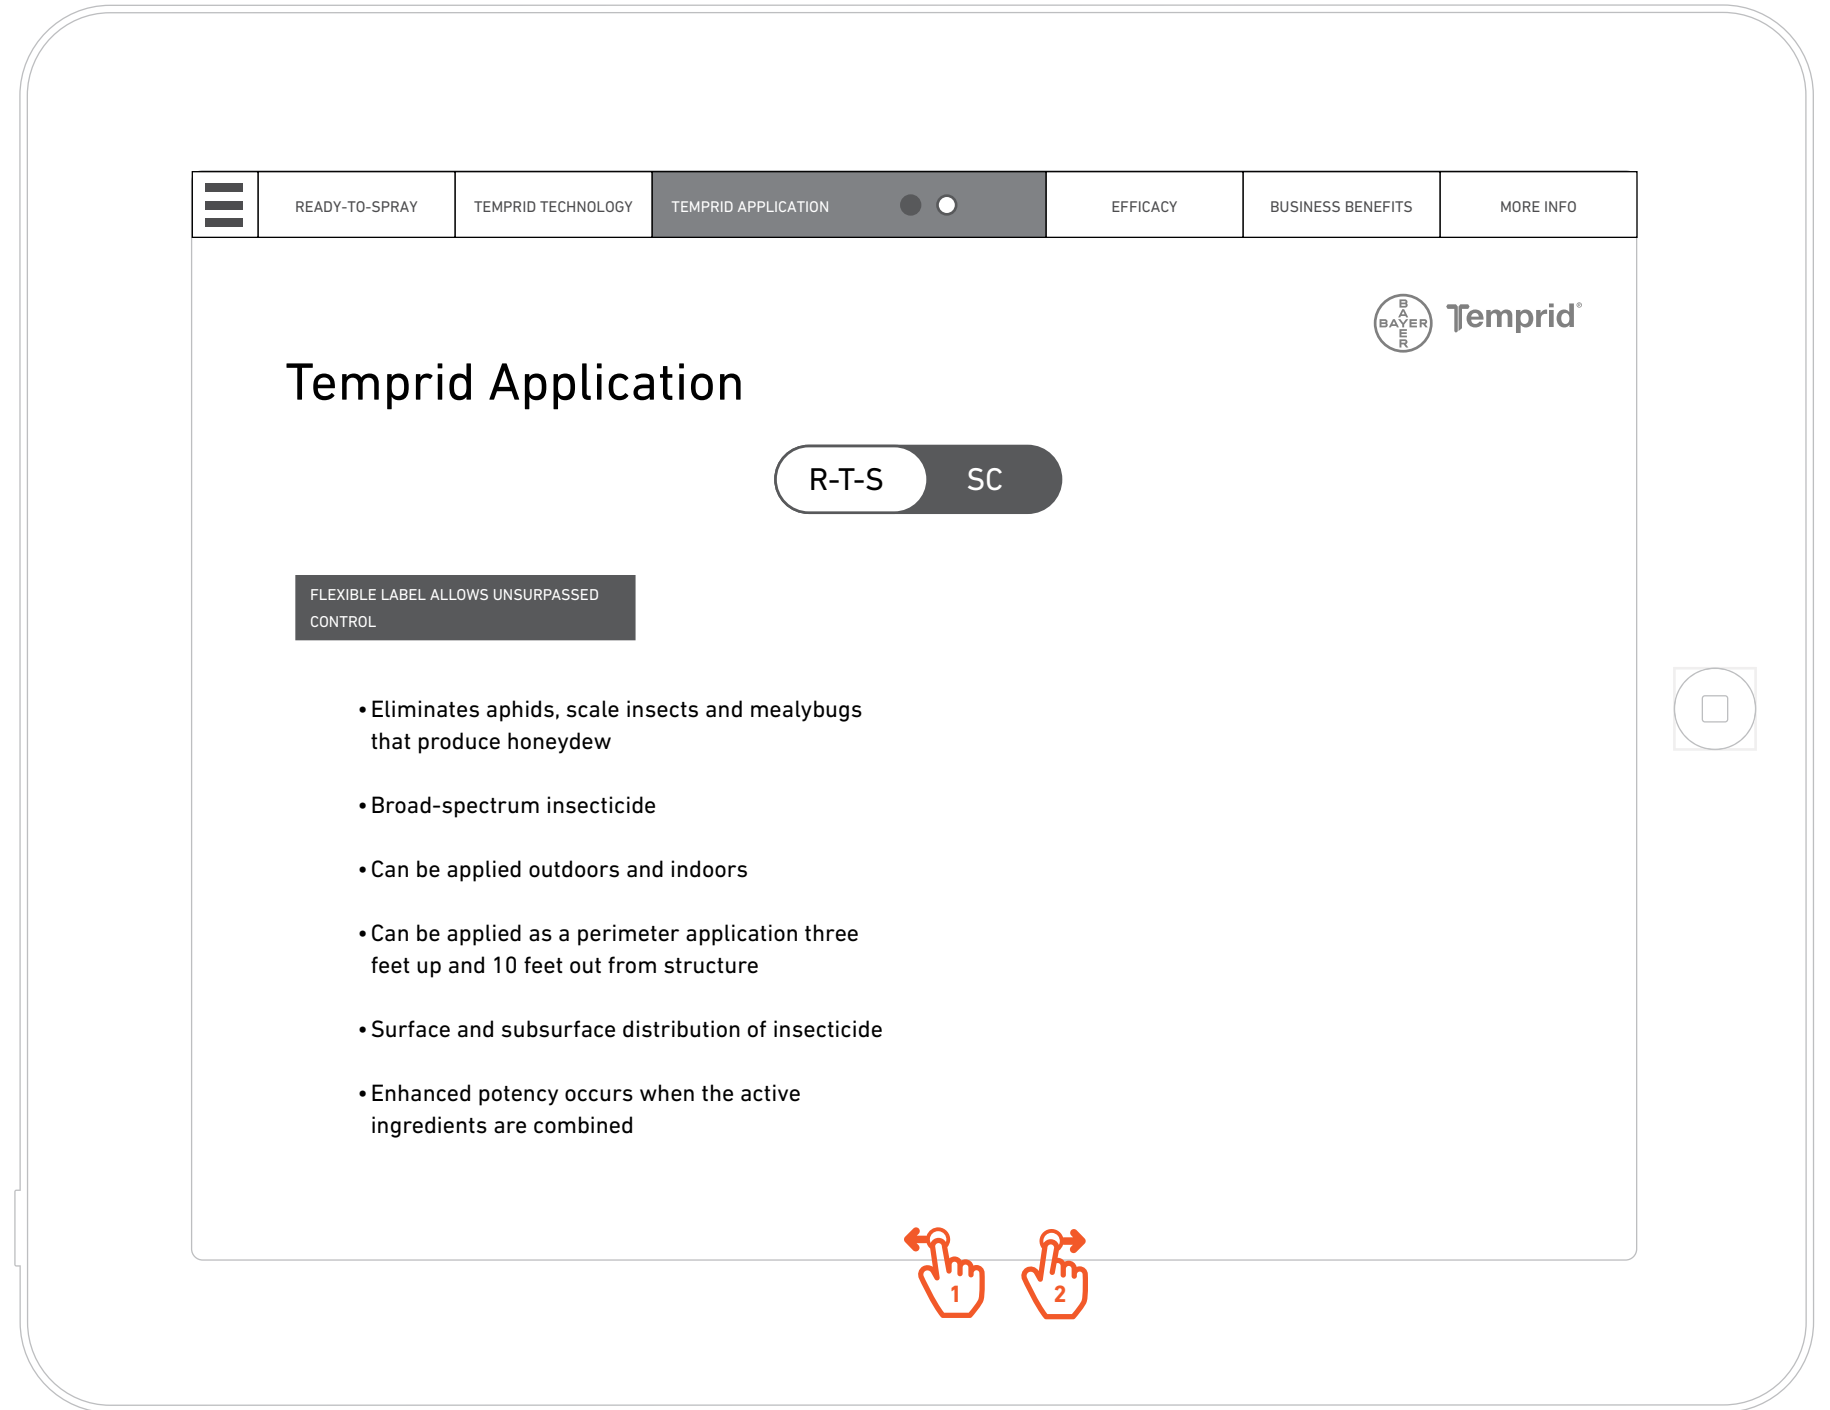 READY-TO-SPRAY
TEMPRID TECHNOLOGY
TEMPRID APPLICATION
EFFICACY
BUSINESS BENEFITS
MORE INFO
BAYER
BAYER
Temprid®
Temprid Application
R-T-S
SC
FLEXIBLE LABEL ALLOWS UNSURPASSED
CONTROL
• Eliminates aphids, scale insects and mealybugs
that produce honeydew
• Broad-spectrum insecticide
• Can be applied outdoors and indoors
• Can be applied as a perimeter application three
feet up and 10 feet out from structure
• Surface and subsurface distribution of insecticide
• Enhanced potency occurs when the active
ingredients are combined
1
2